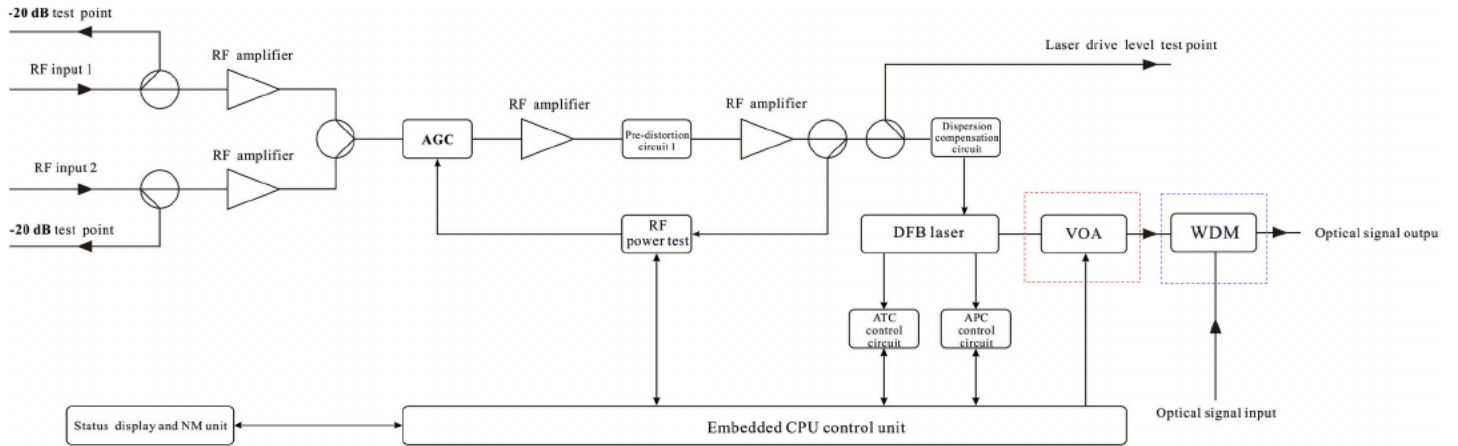 -20 dB test point
RF input 1
RF amplifier
RF input 2
RF amplifier
-20 dB test point
AGC
RF amplifier
Pre-distortion
circuit 1
RF amplifier
Laser drive level test point
Dispersion
compensation
circuit
RF
power test
DFB laser
VOA
WDM
Optical signal outpu
ATC
control
circuit
APC
control
circuit
Optical signal input
Status display and NM unit
Embedded CPU control unit